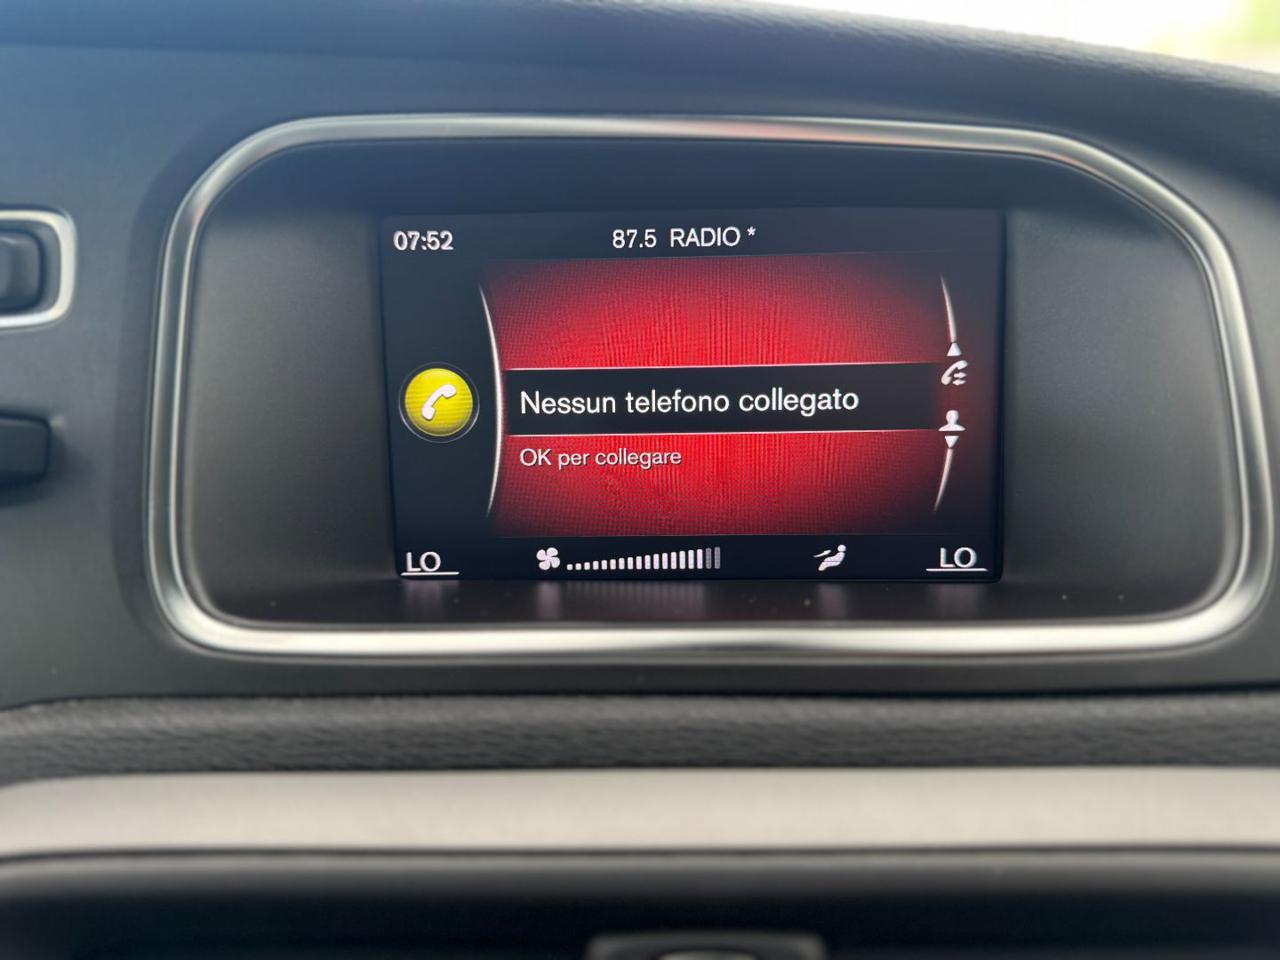 07:52 87.5 RADIO *
Nessun telefono collegato
OK per collegare
LO LO